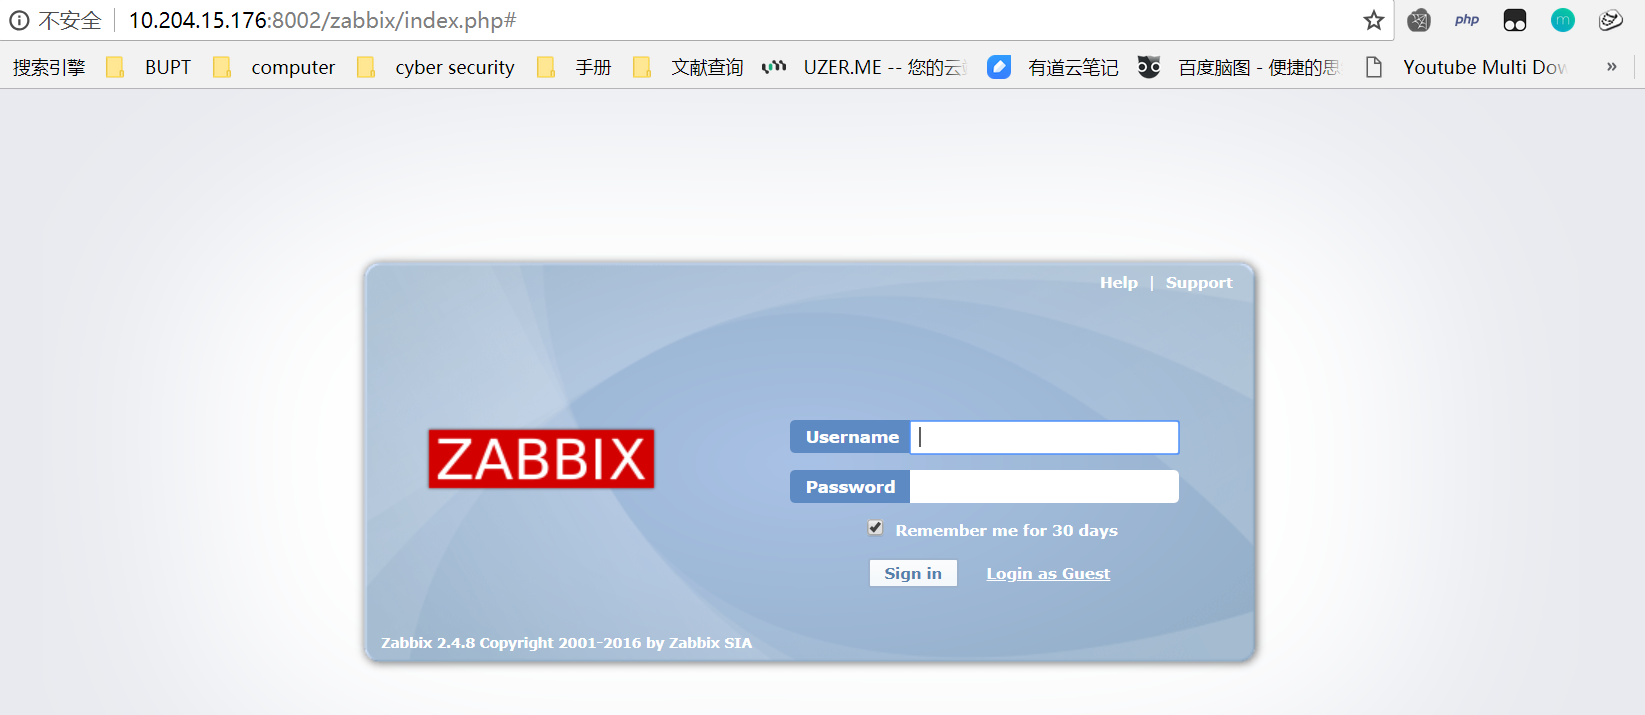 不安全 10.204.15.176:8002/zabbix/index.php# php m
搜索引擎 BUPT computer cyber security 手册 文献查询 UZER.ME -- 您的云 有道云笔记 百度脑图 - 便捷的思 Youtube Multi Dow »
Help | Support
ZABBIX
Username
Password
Remember me for 30 days
Sign in Login as Guest
Zabbix 2.4.8 Copyright 2001-2016 by Zabbix SIA